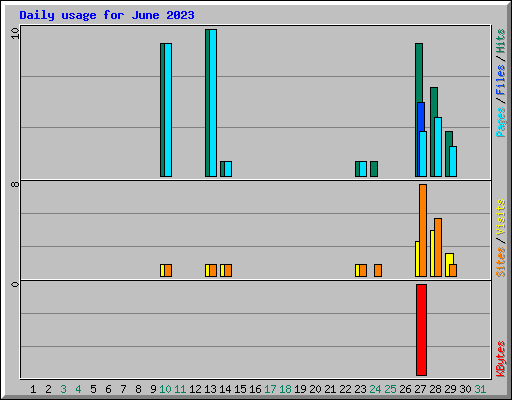 Daily usage for June 2023
10
8
0
Pages / Files / Hits
Sites / Visits
KBytes
1 2 3 4 5 6 7 8 9 10 11 12 13 14 15 16 17 18 19 20 21 22 23 24 25 26 27 28 29 30 31